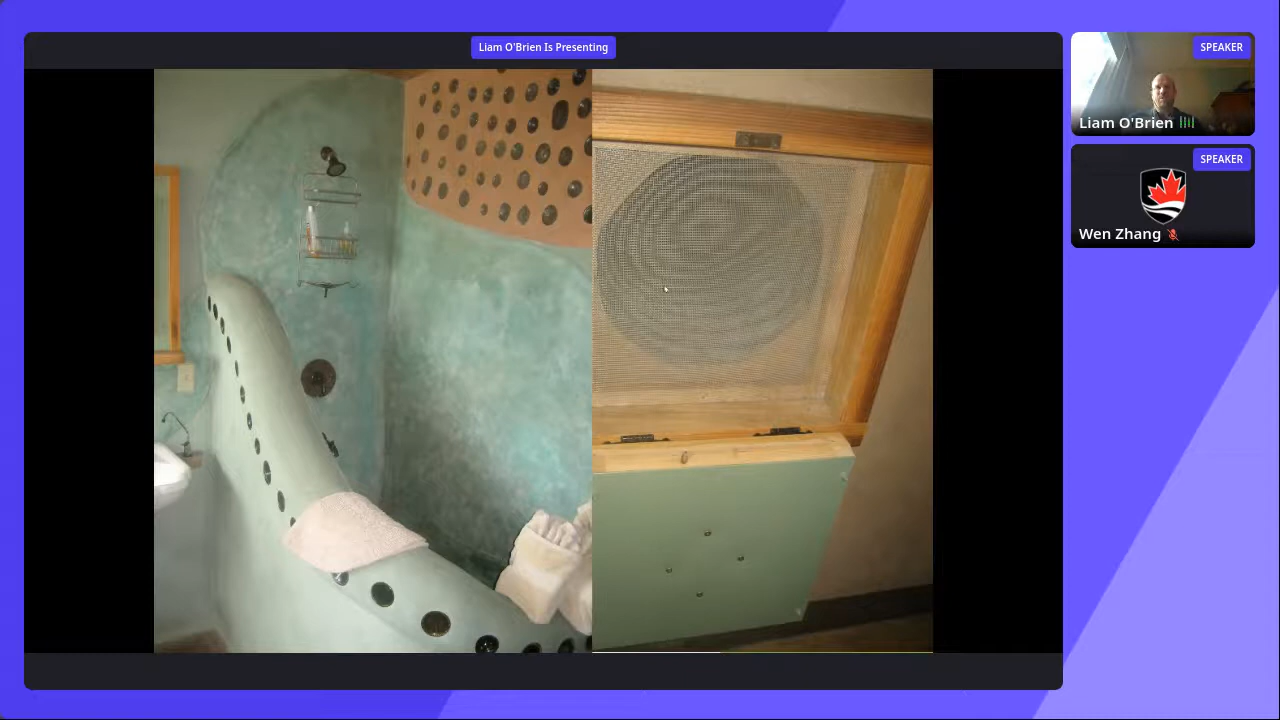 Liam O'Brien Is Presenting
SPEAKER
Liam O'Brien
SPEAKER
Wen Zhang